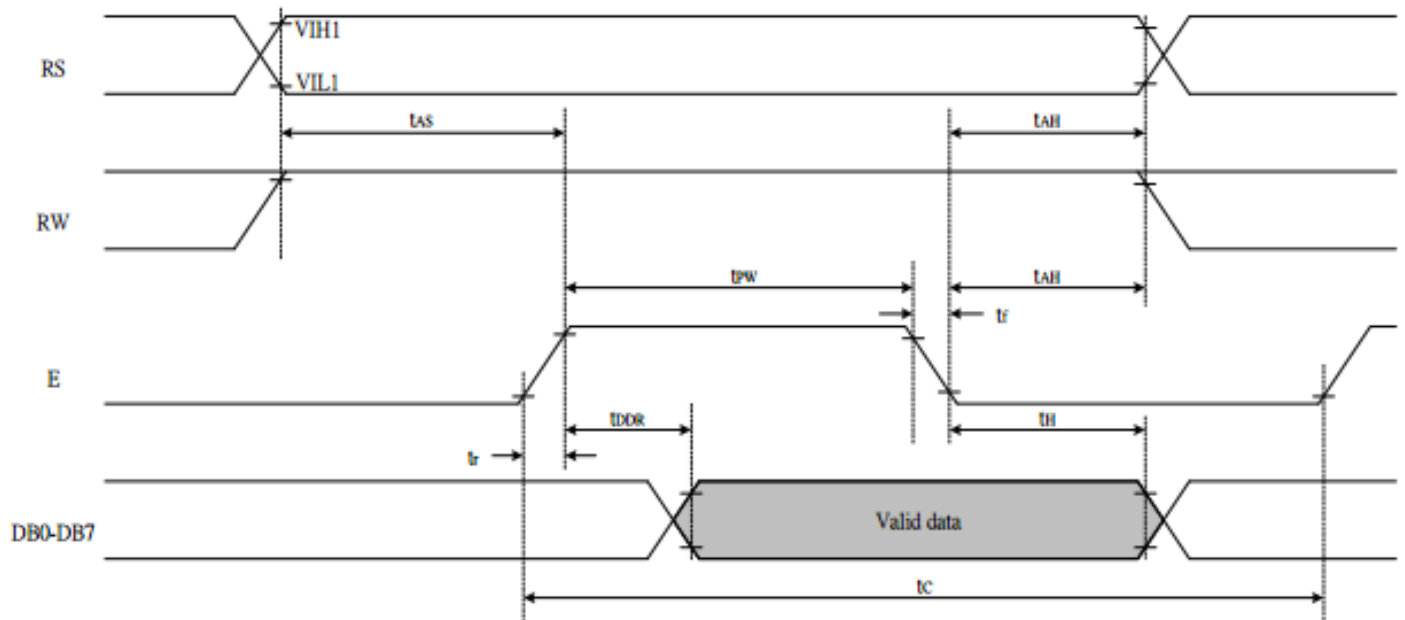 VIH1
RS
VIL1
tAS
tAH
RW
tPW
tAH
tf
E
tDDR
tH
tr
DB0-DB7
Valid data
tC